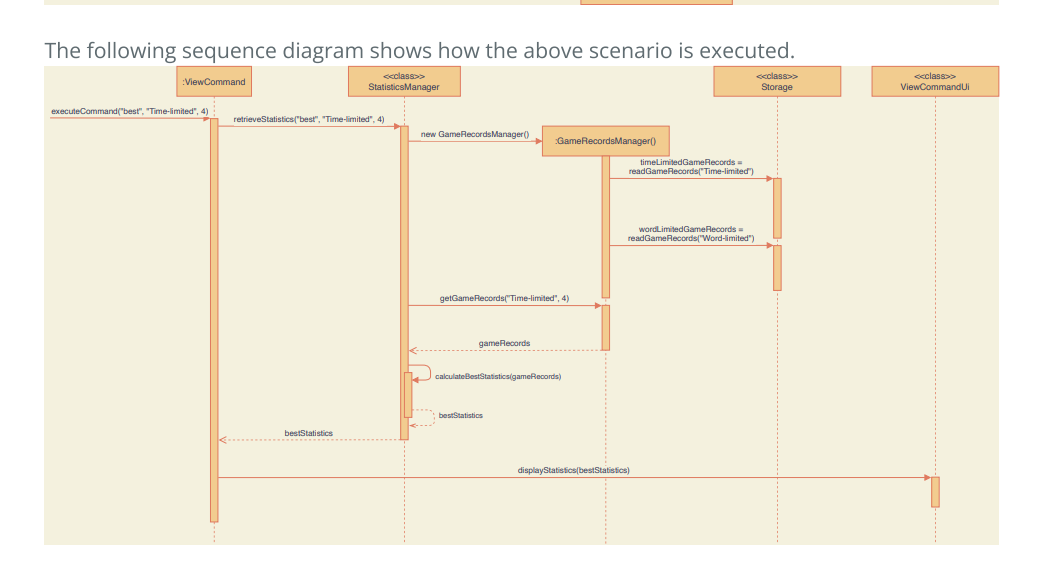 The following sequence diagram shows how the above scenario is executed.
:ViewCommand
<<class>>
StatisticsManager
<<class>>
Storage
<<class>>
ViewCommandUi
executeCommand("best", "Time-limited", 4)
retrieveStatistics("best", "Time-limited", 4)
new GameRecordsManager()
:GameRecordsManager()
timeLimitedGameRecords =
readGameRecords("Time-limited")
wordLimitedGameRecords =
readGameRecords("Word-limited")
getGameRecords("Time-limited", 4)
gameRecords
calculateBestStatistics(gameRecords)
bestStatistics
bestStatistics
displayStatistics(bestStatistics)